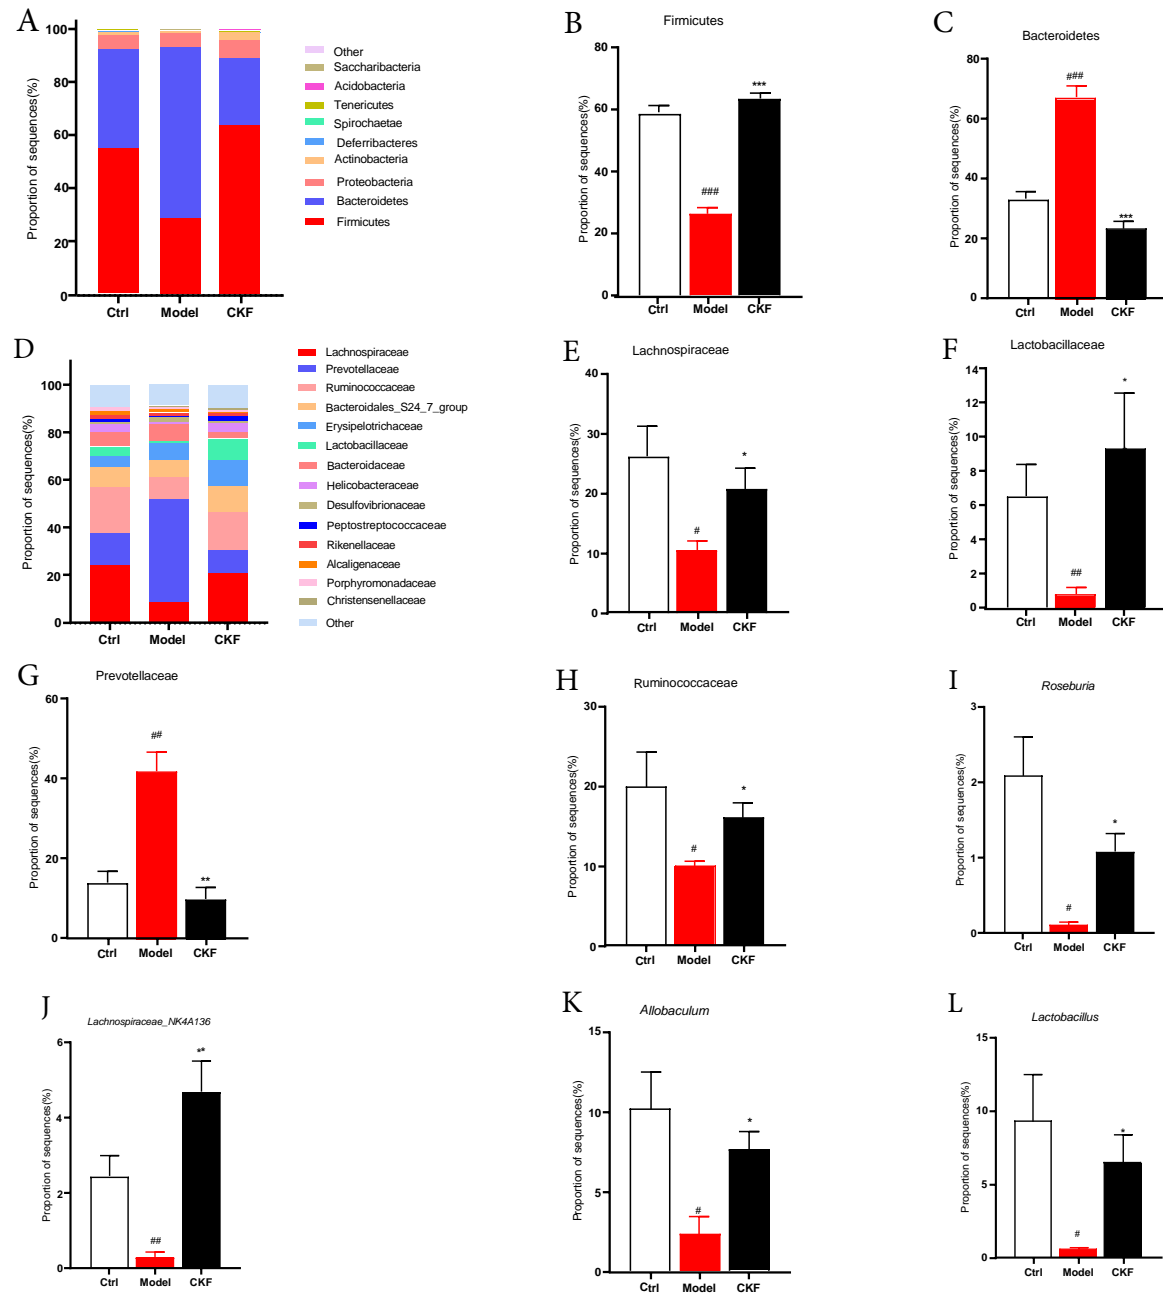 A
Proportion of sequences(%)
100
80
60
40
20
0
Ctrl Model CKF
Other
Saccharibacteria
Acidobacteria
Tenericutes
Spirochaetae
Deferribacteres
Actinobacteria
Proteobacteria
Bacteroidetes
Firmicutes
B
Firmicutes
Proportion of sequences(%)
80
60
40
20
0
###
***
Ctrl Model CKF
C
Bacteroidetes
Proportion of sequences(%)
80
60
40
20
0
###
***
Ctrl Model CKF
D
Proportion of sequences(%)
100
80
60
40
20
0
Ctrl Model CKF
Lachnospiraceae
Prevotellaceae
Ruminococcaceae
Bacteroidales_S24_7_group
Erysipelotrichaceae
Lactobacillaceae
Bacteroidaceae
Helicobacteraceae
Desulfovibrionaceae
Peptostreptococcaceae
Rikenellaceae
Alcaligenaceae
Porphyromonadaceae
Christensenellaceae
Other
E
Lachnospiraceae
Proportion of sequences(%)
40
30
20
10
0
#
*
Ctrl Model CKF
F
Lactobacillaceae
Proportion of sequences(%)
14
12
10
8
6
4
2
0
##
*
Ctrl Model CKF
G
Prevotellaceae
Proportion of sequences(%)
60
40
20
0
##
**
Ctrl Model CKF
H
Ruminococcaceae
Proportion of sequences(%)
30
20
10
0
#
*
Ctrl Model CKF
I
Roseburia
Proportion of sequences(%)
3
2
1
0
#
*
Ctrl Model CKF
J
Lachnospiraceae_NK4A136
Proportion of sequences(%)
6
4
2
0
##
**
Ctrl Model CKF
K
Allobaculum
Proportion of sequences(%)
15
10
5
0
#
*
Ctrl Model CKF
L
Lactobacillus
Proportion of sequences(%)
15
10
5
0
#
*
Ctrl Model CKF